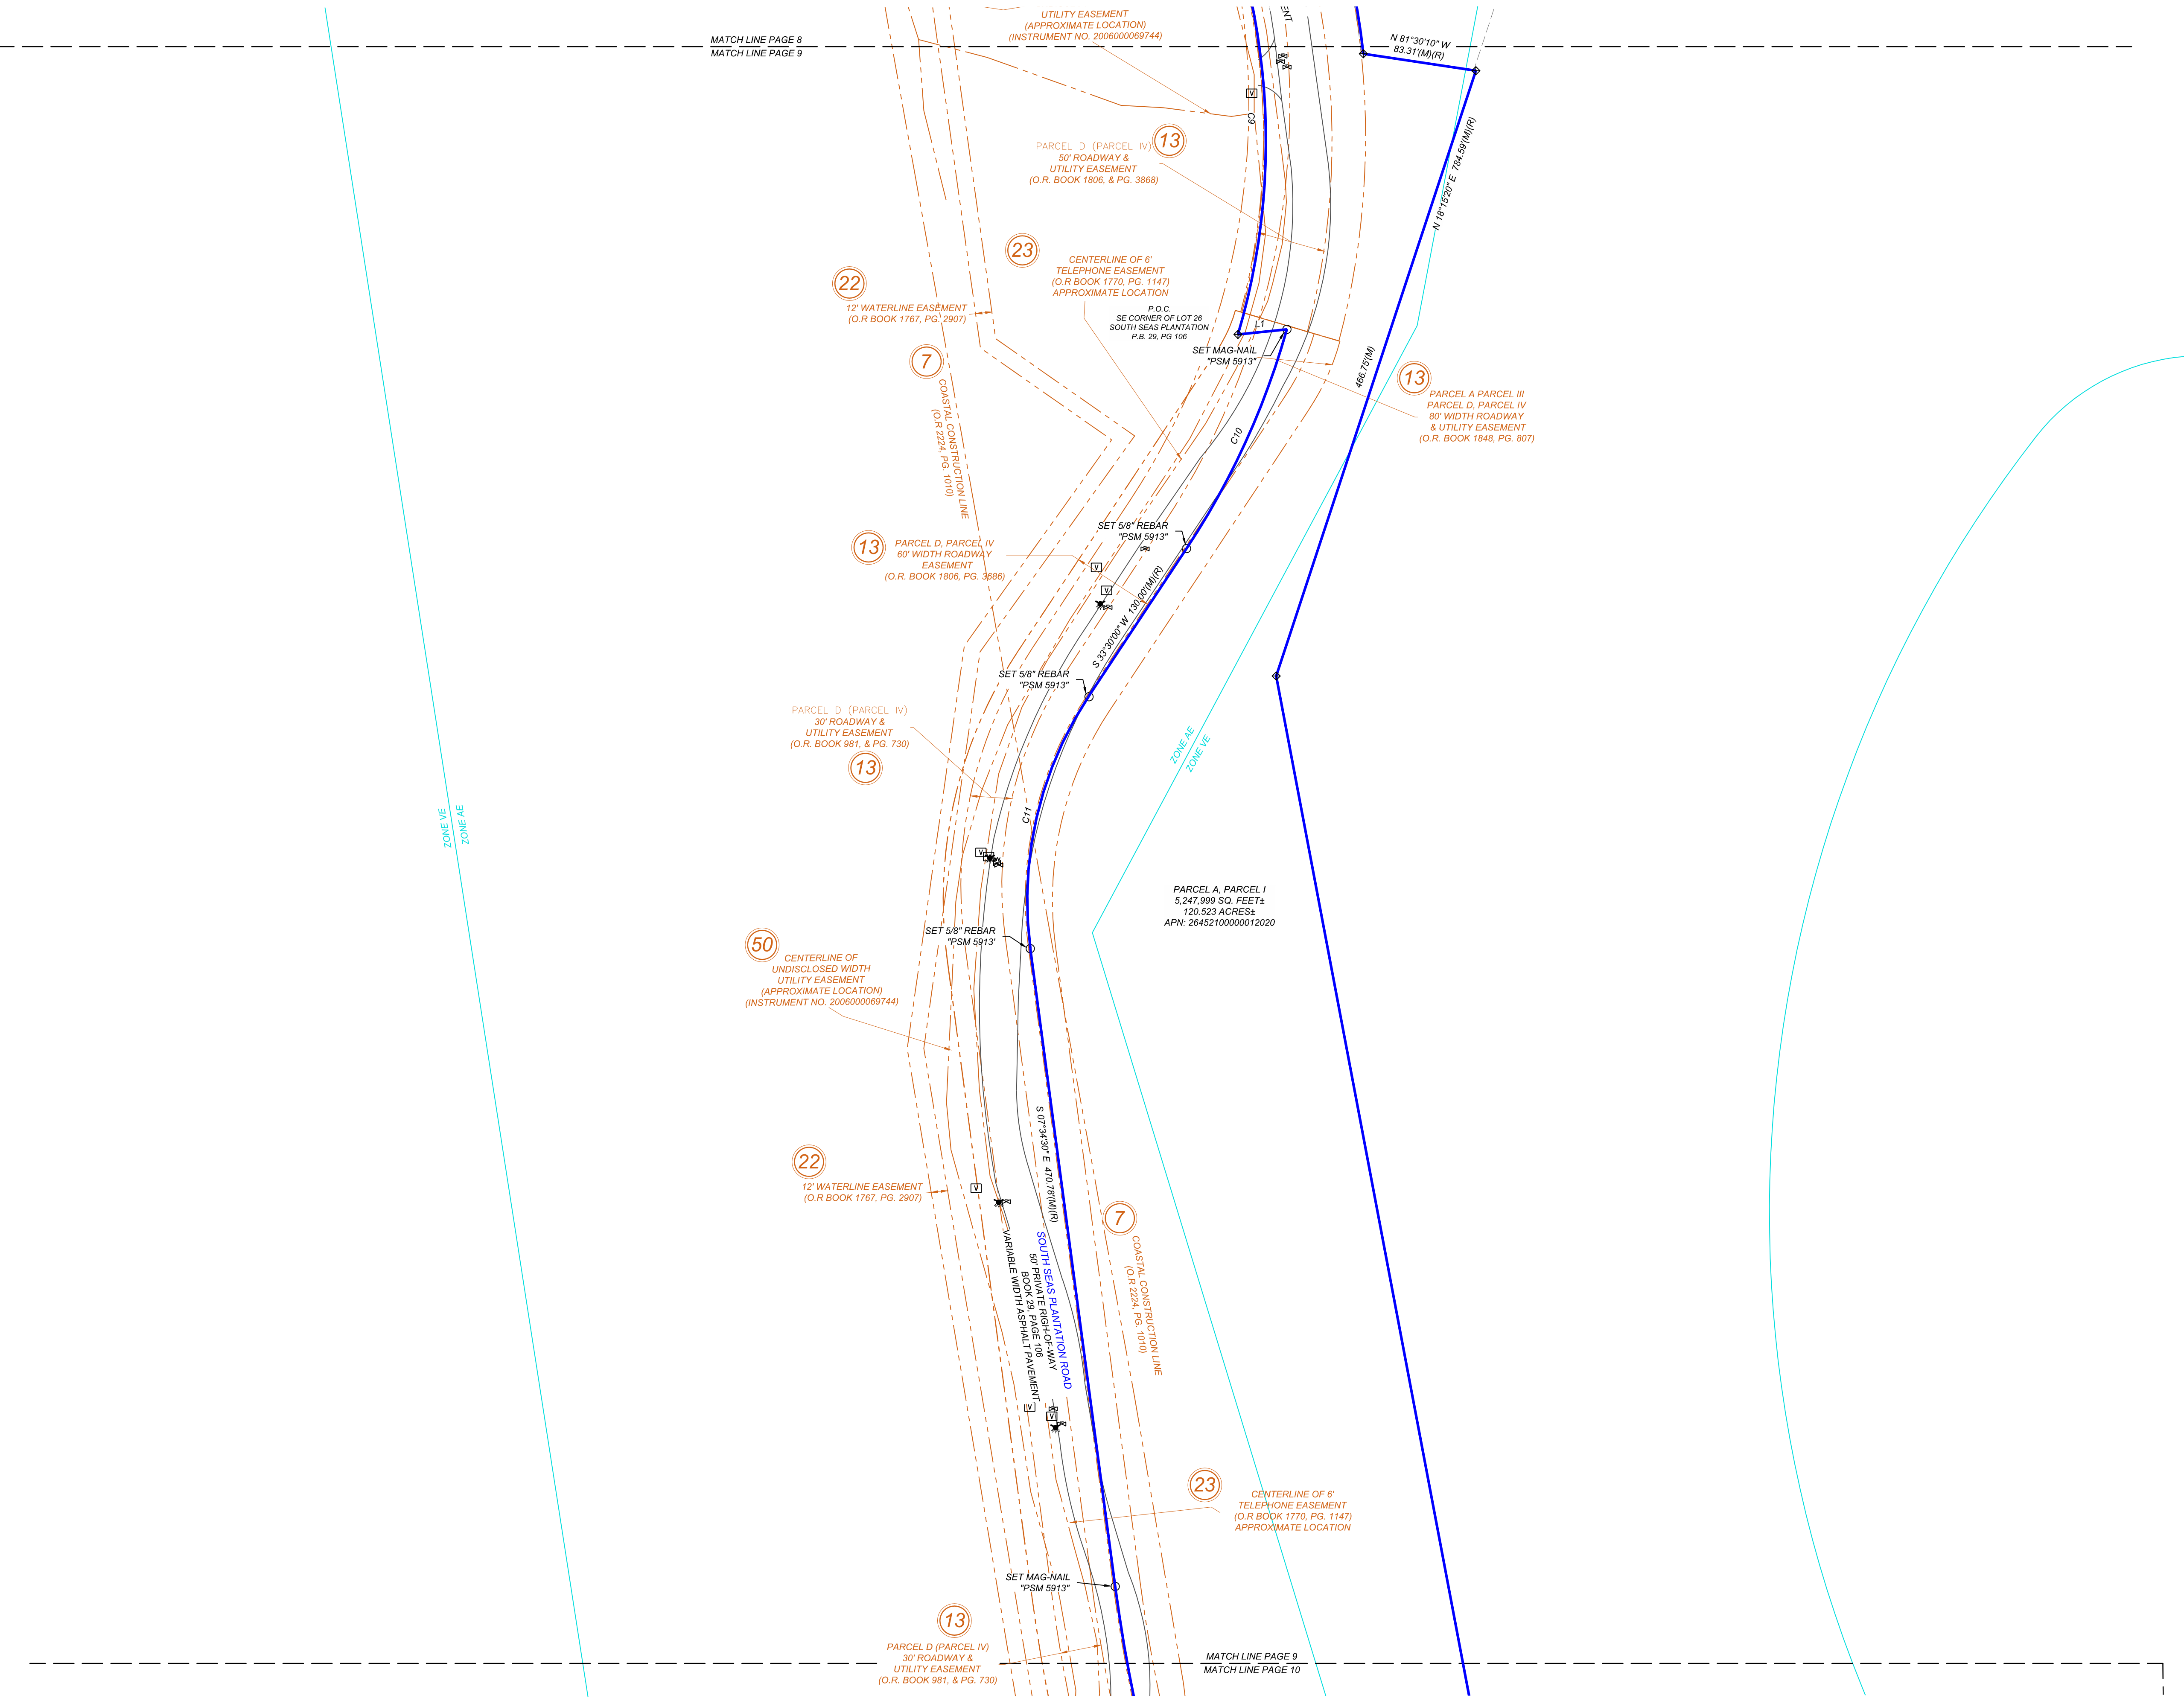 UTILITY EASEMENT
(APPROXIMATE LOCATION)
(INSTRUMENT NO. 2006000069744)
MATCH LINE PAGE 8
MATCH LINE PAGE 9
N 81°30'10" W
83.31'(M)(R)
V
C9
13
PARCEL D (PARCEL IV)
50' ROADWAY &
UTILITY EASEMENT
(O.R. BOOK 1806, & PG. 3868)
N 18°15'20" E 784.59'(M)(R)
23
CENTERLINE OF 6'
TELEPHONE EASEMENT
(O.R BOOK 1770, PG. 1147)
APPROXIMATE LOCATION
22
12' WATERLINE EASEMENT
(O.R BOOK 1767, PG. 2907)
P.O.C.
SE CORNER OF LOT 26
SOUTH SEAS PLANTATION
P.B. 29, PG 106
L1
SET MAG-NAIL
"PSM 5913"
7
COASTAL CONSTRUCTION LINE
(O.R 2224, PG. 1010)
466.75'(M)
13
PARCEL A PARCEL III
PARCEL D, PARCEL IV
80' WIDTH ROADWAY
& UTILITY EASEMENT
(O.R. BOOK 1848, PG. 807)
C10
SET 5/8" REBAR
"PSM 5913"
13
PARCEL D, PARCEL IV
60' WIDTH ROADWAY
EASEMENT
(O.R. BOOK 1806, PG. 3686)
V
V
S 33°30'00" W 130.00'(M)(R)
SET 5/8" REBAR
"PSM 5913"
PARCEL D (PARCEL IV)
30' ROADWAY &
UTILITY EASEMENT
(O.R. BOOK 981, & PG. 730)
13
ZONE AE
ZONE VE
C11
ZONE VE
ZONE AE
V
PARCEL A, PARCEL I
5,247,999 SQ. FEET±
120.523 ACRES±
APN: 26452100000012020
SET 5/8" REBAR
"PSM 5913'
50
CENTERLINE OF
UNDISCLOSED WIDTH
UTILITY EASEMENT
(APPROXIMATE LOCATION)
(INSTRUMENT NO. 2006000069744)
S 07°34'30" E 470.78'(M)(R)
22
12' WATERLINE EASEMENT
(O.R BOOK 1767, PG. 2907)
V
7
COASTAL CONSTRUCTION LINE
(O.R 2224, PG. 1010)
SOUTH SEAS PLANTATION ROAD
50' PRIVATE RIGH-OF-WAY
BOOK 29, PAGE 106
VARIABLE WIDTH ASPHALT PAVEMENT
V
V
23
CENTERLINE OF 6'
TELEPHONE EASEMENT
(O.R BOOK 1770, PG. 1147)
APPROXIMATE LOCATION
SET MAG-NAIL
"PSM 5913"
13
PARCEL D (PARCEL IV)
30' ROADWAY &
UTILITY EASEMENT
(O.R. BOOK 981, & PG. 730)
MATCH LINE PAGE 9
MATCH LINE PAGE 10